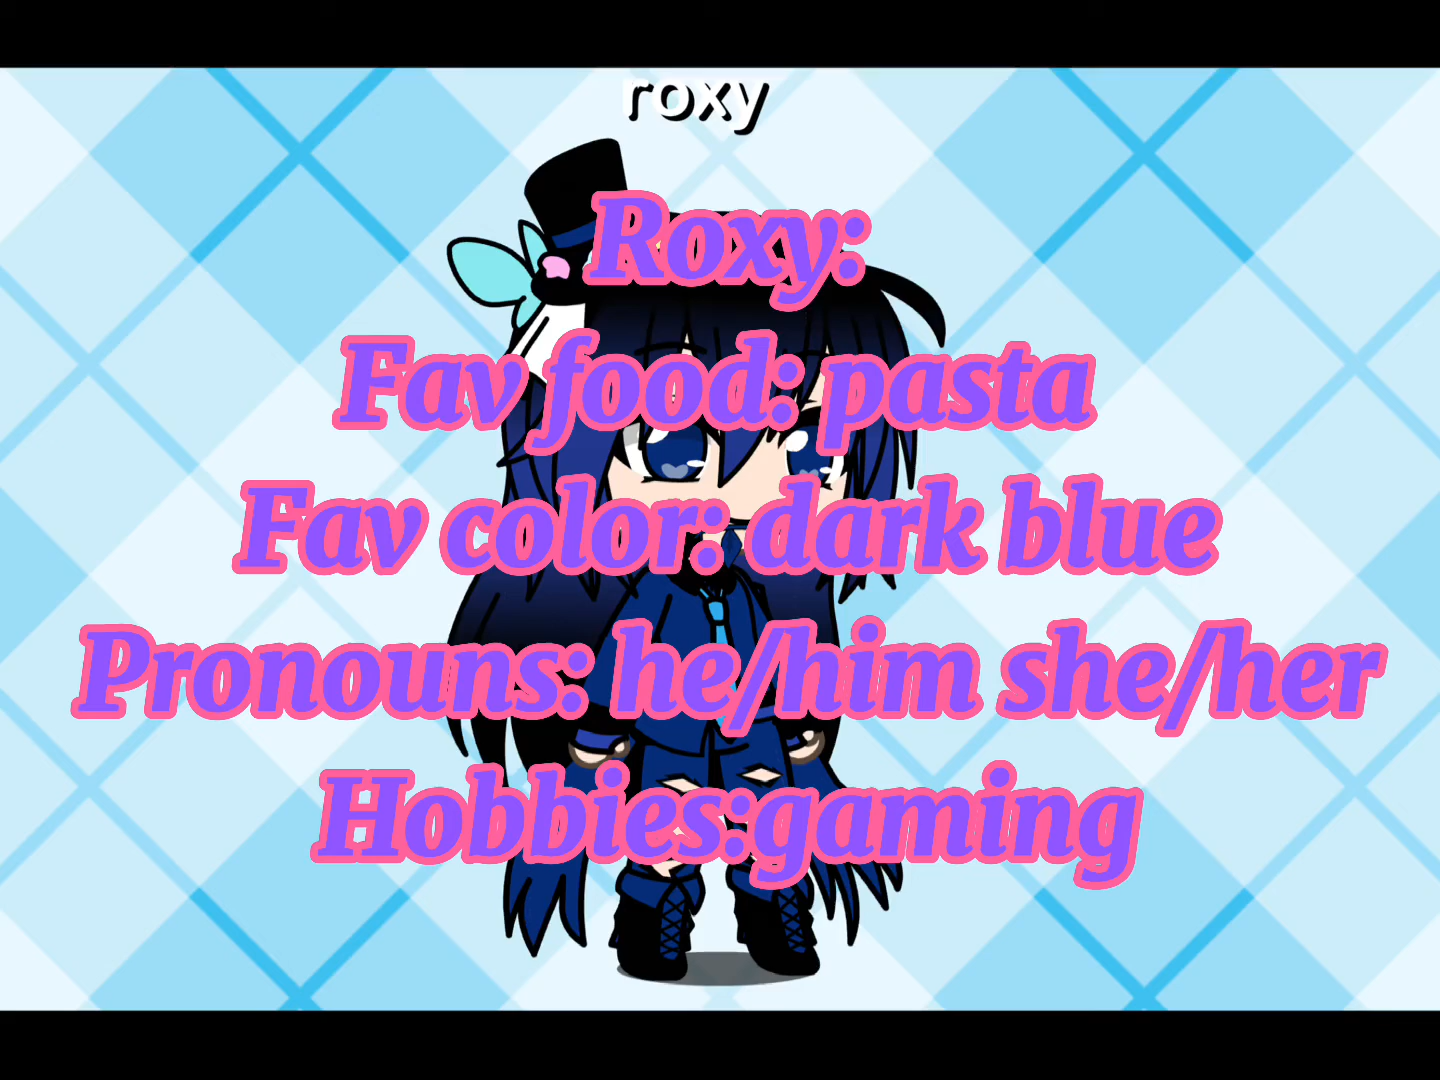 roxy
Roxy:
Fav food: pasta
Fav color: dark blue
Pronouns: he/him she/her
Hobbies:gaming